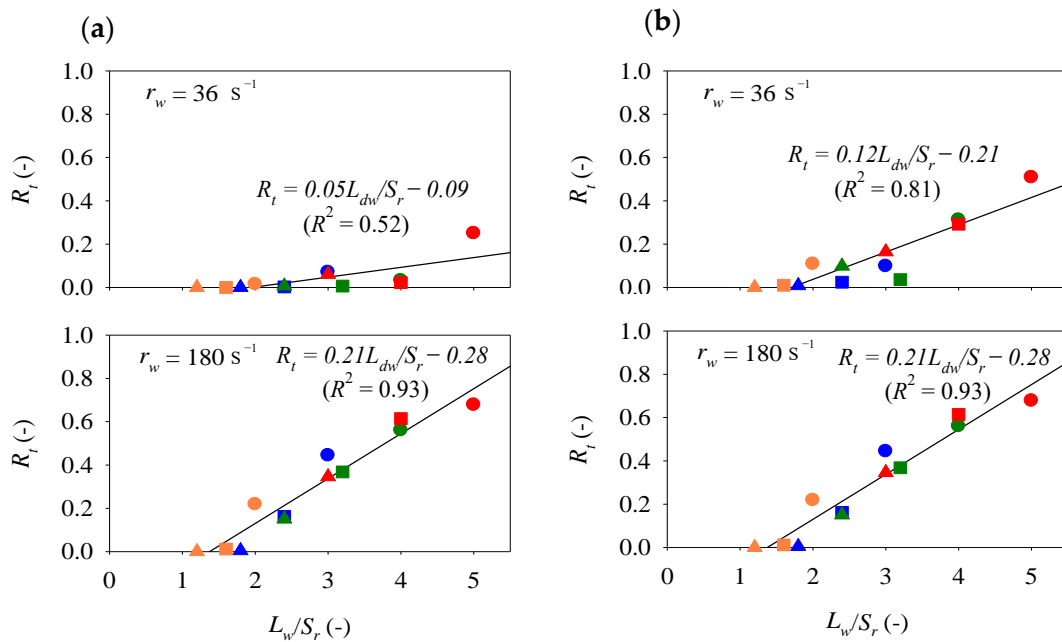 (a)
1.0
0.8
0.6
0.4
0.2
0.0
R_t (-)
r_w = 36 s⁻¹
R_t = 0.05L_dw/S_r − 0.09
(R² = 0.52)
1.0
0.8
0.6
0.4
0.2
0.0
R_t (-)
r_w = 180 s⁻¹
R_t = 0.21L_dw/S_r − 0.28
(R² = 0.93)
0 1 2 3 4 5
L_w/S_r (-)
(b)
1.0
0.8
0.6
0.4
0.2
0.0
R_t (-)
r_w = 36 s⁻¹
R_t = 0.12L_dw/S_r − 0.21
(R² = 0.81)
1.0
0.8
0.6
0.4
0.2
0.0
R_t (-)
r_w = 180 s⁻¹
R_t = 0.21L_dw/S_r − 0.28
(R² = 0.93)
0 1 2 3 4 5
L_w/S_r (-)